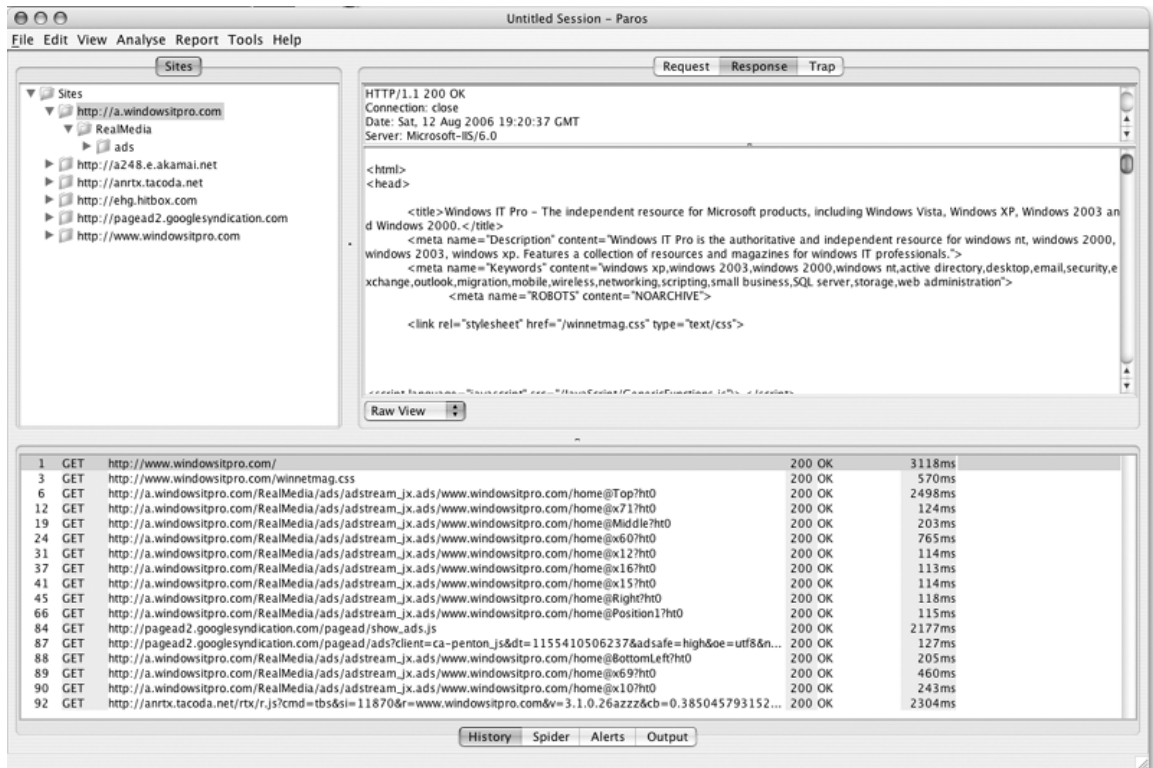 Untitled Session – Paros
File Edit View Analyse Report Tools Help
Sites
Request Response Trap
Sites
http://a.windowsitpro.com
RealMedia
ads
http://a248.e.akamai.net
http://anrtx.tacoda.net
http://ehg.hitbox.com
http://pagead2.googlesyndication.com
http://www.windowsitpro.com
HTTP/1.1 200 OK
Connection: close
Date: Sat, 12 Aug 2006 19:20:37 GMT
Server: Microsoft-IIS/6.0
<html>
<head>
<title>Windows IT Pro – The independent resource for Microsoft products, including Windows Vista, Windows XP, Windows 2003 an
d Windows 2000.</title>
<meta name="Description" content="Windows IT Pro is the authoritative and independent resource for windows nt, windows 2000,
windows 2003, windows xp. Features a collection of resources and magazines for windows IT professionals.">
<meta name="Keywords" content="windows xp,windows 2003,windows 2000,windows nt,active directory,desktop,email,security,e
xchange,outlook,migration,mobile,wireless,networking,scripting,small business,SQL server,storage,web administration">
<meta name="ROBOTS" content="NOARCHIVE">
<link rel="stylesheet" href="/winnetmag.css" type="text/css">
<script language="javascript" src="/JavaScript/GenericFunctions.js"> </script>
Raw View
1 GET http://www.windowsitpro.com/ 200 OK 3118ms
3 GET http://www.windowsitpro.com/winnetmag.css 200 OK 570ms
6 GET http://a.windowsitpro.com/RealMedia/ads/adstream_jx.ads/www.windowsitpro.com/home@Top?ht0 200 OK 2498ms
12 GET http://a.windowsitpro.com/RealMedia/ads/adstream_jx.ads/www.windowsitpro.com/home@x71?ht0 200 OK 124ms
19 GET http://a.windowsitpro.com/RealMedia/ads/adstream_jx.ads/www.windowsitpro.com/home@Middle?ht0 200 OK 203ms
24 GET http://a.windowsitpro.com/RealMedia/ads/adstream_jx.ads/www.windowsitpro.com/home@x60?ht0 200 OK 765ms
31 GET http://a.windowsitpro.com/RealMedia/ads/adstream_jx.ads/www.windowsitpro.com/home@x12?ht0 200 OK 114ms
37 GET http://a.windowsitpro.com/RealMedia/ads/adstream_jx.ads/www.windowsitpro.com/home@x16?ht0 200 OK 113ms
41 GET http://a.windowsitpro.com/RealMedia/ads/adstream_jx.ads/www.windowsitpro.com/home@x15?ht0 200 OK 114ms
45 GET http://a.windowsitpro.com/RealMedia/ads/adstream_jx.ads/www.windowsitpro.com/home@Right?ht0 200 OK 118ms
66 GET http://a.windowsitpro.com/RealMedia/ads/adstream_jx.ads/www.windowsitpro.com/home@Position1?ht0 200 OK 115ms
84 GET http://pagead2.googlesyndication.com/pagead/show_ads.js 200 OK 2177ms
87 GET http://pagead2.googlesyndication.com/pagead/ads?client=ca-penton_js&dt=1155410506237&adsafe=high&oe=utf8&n... 200 OK 127ms
88 GET http://a.windowsitpro.com/RealMedia/ads/adstream_jx.ads/www.windowsitpro.com/home@BottomLeft?ht0 200 OK 205ms
89 GET http://a.windowsitpro.com/RealMedia/ads/adstream_jx.ads/www.windowsitpro.com/home@x69?ht0 200 OK 460ms
90 GET http://a.windowsitpro.com/RealMedia/ads/adstream_jx.ads/www.windowsitpro.com/home@x10?ht0 200 OK 243ms
92 GET http://anrtx.tacoda.net/rtx/r.js?cmd=tbs&si=11870&r=www.windowsitpro.com&v=3.1.0.26azzz&cb=0.385045793152... 200 OK 2304ms
History Spider Alerts Output